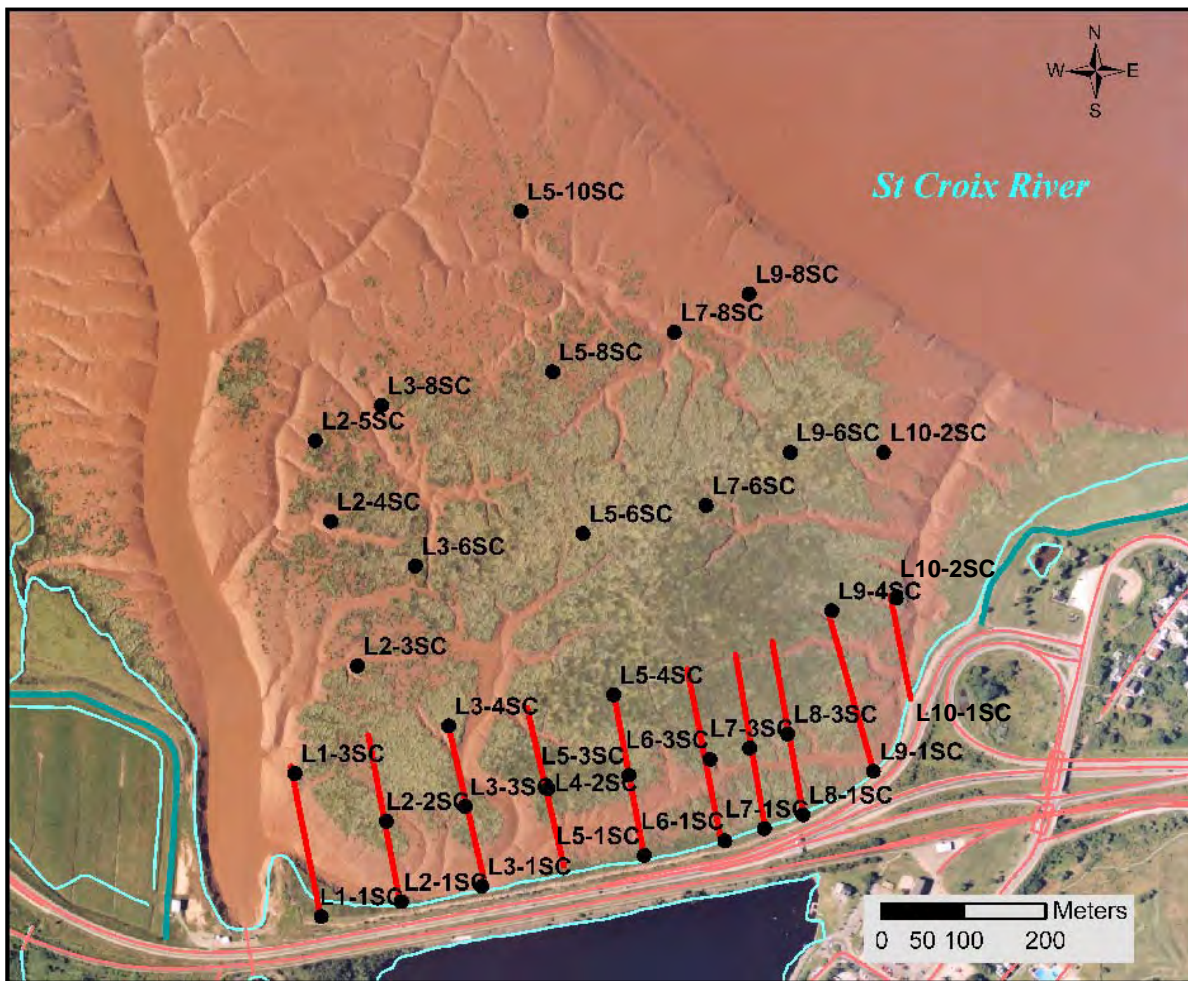 N
W E
S
St Croix River
L5-10SC
L9-8SC
L7-8SC
L5-8SC
L3-8SC
L2-5SC
L9-6SC
L10-2SC
L7-6SC
L2-4SC
L5-6SC
L3-6SC
L10-2SC
L9-4SC
L2-3SC
L5-4SC
L3-4SC
L8-3SC
L10-1SC
L7-3SC
L6-3SC
L1-3SC
L5-3SC
L9-1SC
L3-3SC
L4-2SC
L2-2SC
L8-1SC
L7-1SC
L6-1SC
L5-1SC
L3-1SC
L2-1SC
L1-1SC
Meters
0 50 100 200